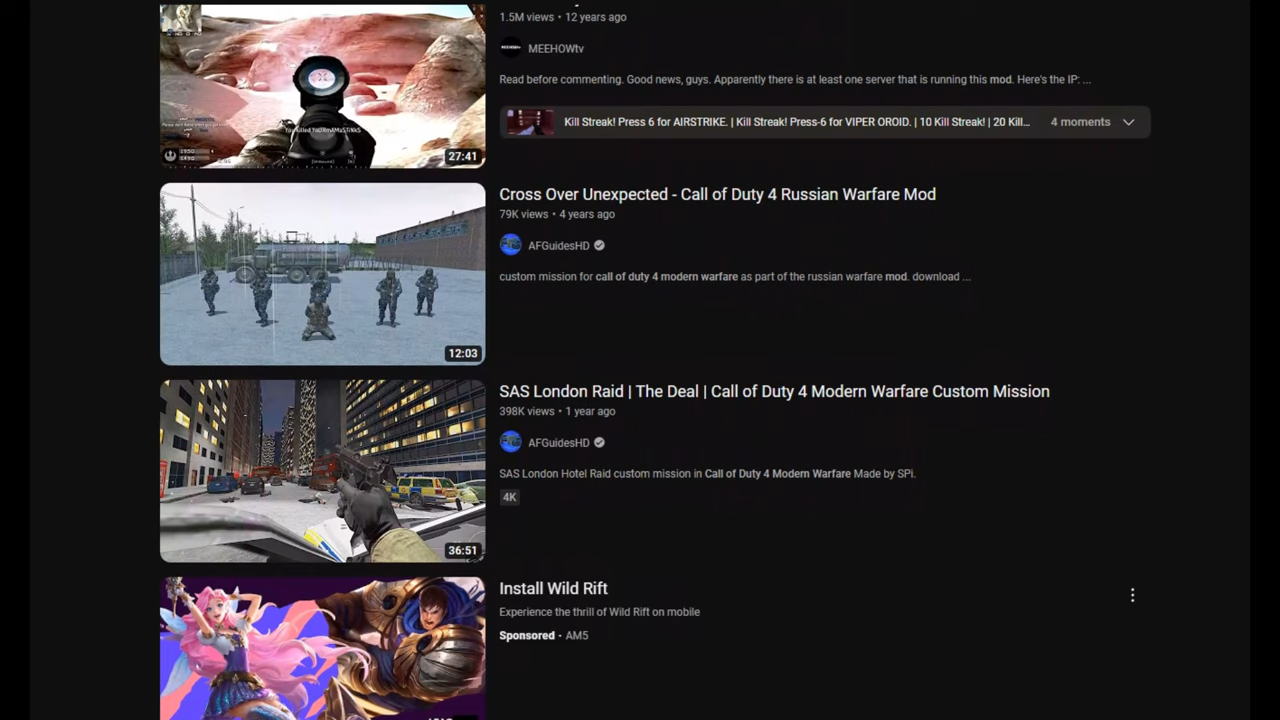 1.5M views • 12 years ago
MEEHOWtv
Read before commenting. Good news, guys. Apparently there is at least one server that is running this mod. Here's the IP: ...
Kill Streak! Press 6 for AIRSTRIKE. | Kill Streak! Press-6 for VIPER OROID. | 10 Kill Streak! | 20 Kill... 4 moments
27:41
Cross Over Unexpected - Call of Duty 4 Russian Warfare Mod
79K views • 4 years ago
AFGuidesHD
custom mission for call of duty 4 modern warfare as part of the russian warfare mod. download ...
12:03
SAS London Raid | The Deal | Call of Duty 4 Modern Warfare Custom Mission
398K views • 1 year ago
AFGuidesHD
SAS London Hotel Raid custom mission in Call of Duty 4 Modern Warfare Made by SPi.
4K
36:51
Install Wild Rift
Experience the thrill of Wild Rift on mobile
Sponsored · AM5